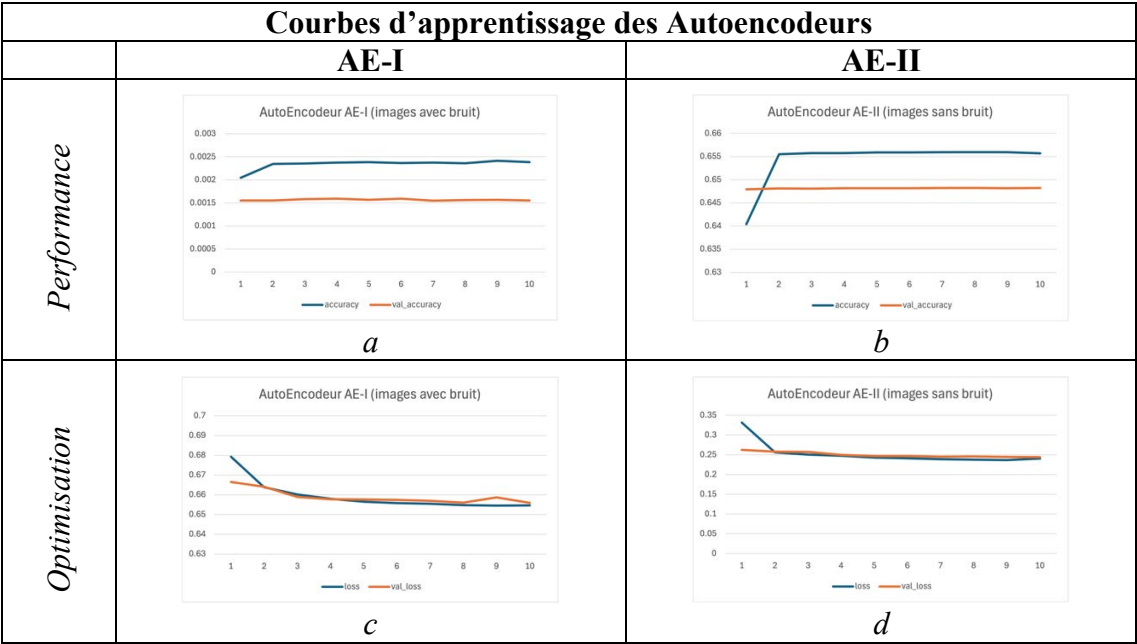 Courbes d’apprentissage des Autoencodeurs
AE-I
AE-II
Performance
AutoEncodeur AE-I (images avec bruit)
0.003
0.0025
0.002
0.0015
0.001
0.0005
0
1 2 3 4 5 6 7 8 9 10
accuracy val_accuracy
a
AutoEncodeur AE-II (images sans bruit)
0.66
0.655
0.65
0.645
0.64
0.635
0.63
1 2 3 4 5 6 7 8 9 10
accuracy val_accuracy
b
Optimisation
AutoEncodeur AE-I (images avec bruit)
0.7
0.69
0.68
0.67
0.66
0.65
0.64
0.63
1 2 3 4 5 6 7 8 9 10
loss val_loss
c
AutoEncodeur AE-II (images sans bruit)
0.35
0.3
0.25
0.2
0.15
0.1
0.05
0
1 2 3 4 5 6 7 8 9 10
loss val_loss
d